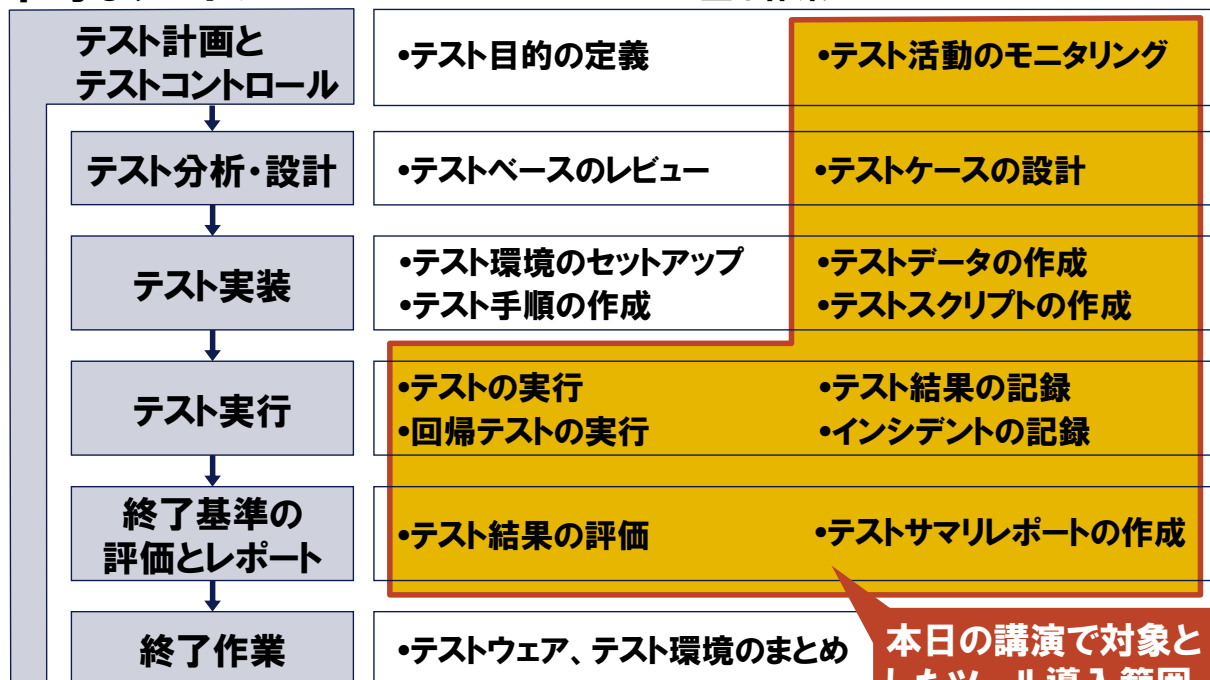 テスト計画と
テストコントロール
•テスト目的の定義
•テスト活動のモニタリング
テスト分析・設計
•テストベースのレビュー
•テストケースの設計
テスト実装
•テスト環境のセットアップ
•テスト手順の作成
•テストデータの作成
•テストスクリプトの作成
テスト実行
•テストの実行
•回帰テストの実行
•テスト結果の記録
•インシデントの記録
終了基準の
評価とレポート
•テスト結果の評価
•テストサマリレポートの作成
終了作業
•テストウェア、テスト環境のまとめ
本日の講演で対象と
したツール導入範囲